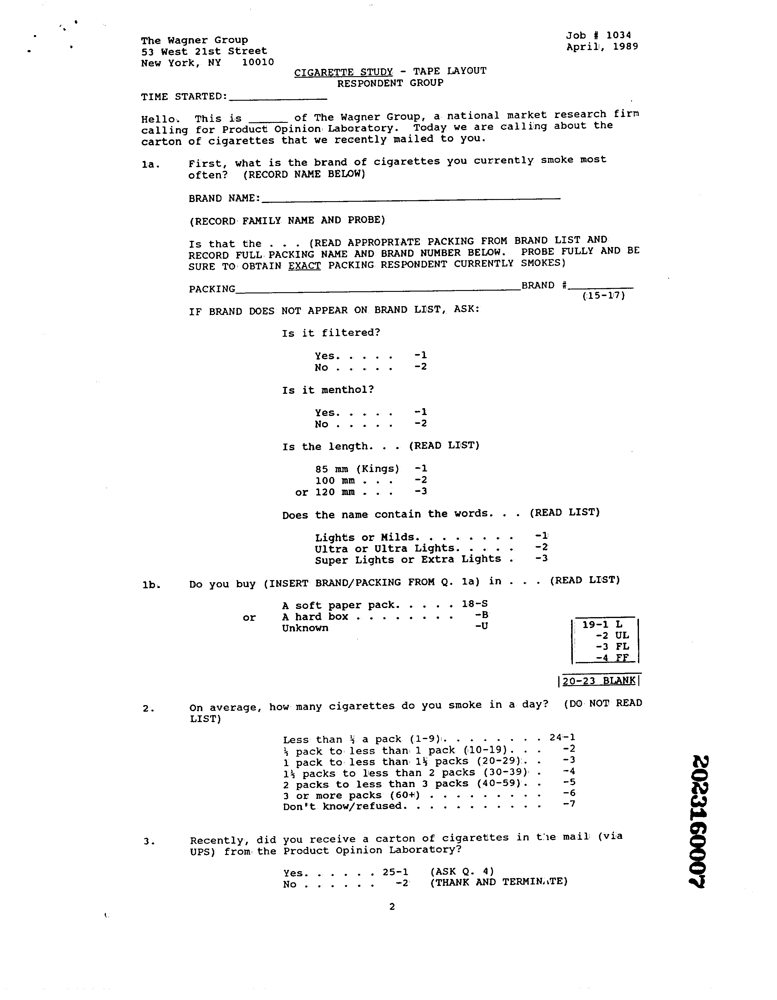 The Wagner Group
53 West 21st Street
New York, NY 10010
Job # 1034
April, 1989
CIGARETTE STUDY - TAPE LAYOUT
RESPONDENT GROUP
TIME STARTED:______________
Hello. This is ______ of The Wagner Group, a national market research firm
calling for Product Opinion Laboratory. Today we are calling about the
carton of cigarettes that we recently mailed to you.
1a. First, what is the brand of cigarettes you currently smoke most
often? (RECORD NAME BELOW)
BRAND NAME:______________
(RECORD FAMILY NAME AND PROBE)
Is that the . . . (READ APPROPRIATE PACKING FROM BRAND LIST AND
RECORD FULL PACKING NAME AND BRAND NUMBER BELOW. PROBE FULLY AND BE
SURE TO OBTAIN EXACT PACKING RESPONDENT CURRENTLY SMOKES)
PACKING______________BRAND #__________
(15-17)
IF BRAND DOES NOT APPEAR ON BRAND LIST, ASK:
Is it filtered?
Yes. . . . . -1
No . . . . . -2
Is it menthol?
Yes. . . . . -1
No . . . . . -2
Is the length. . . (READ LIST)
85 mm (Kings) -1
100 mm . . . -2
or 120 mm . . . -3
Does the name contain the words. . . (READ LIST)
Lights or Milds. . . . . . . . -1
Ultra or Ultra Lights. . . . . -2
Super Lights or Extra Lights . -3
1b. Do you buy (INSERT BRAND/PACKING FROM Q. 1a) in . . . (READ LIST)
A soft paper pack. . . . . 18-S
or A hard box . . . . . . . . -B
Unknown -U
19-1 L
-2 UL
-3 FL
-4 FF
20-23 BLANK
2. On average, how many cigarettes do you smoke in a day? (DO NOT READ
LIST)
Less than ½ a pack (1-9). . . . . . . . 24-1
½ pack to less than 1 pack (10-19). . . -2
1 pack to less than 1½ packs (20-29). . -3
1½ packs to less than 2 packs (30-39) . -4
2 packs to less than 3 packs (40-59). . -5
3 or more packs (60+) . . . . . . . . . -6
Don't know/refused. . . . . . . . . . . -7
3. Recently, did you receive a carton of cigarettes in the mail (via
UPS) from the Product Opinion Laboratory?
Yes. . . . . . 25-1 (ASK Q. 4)
No . . . . . . -2 (THANK AND TERMINATE)
2
2023160007